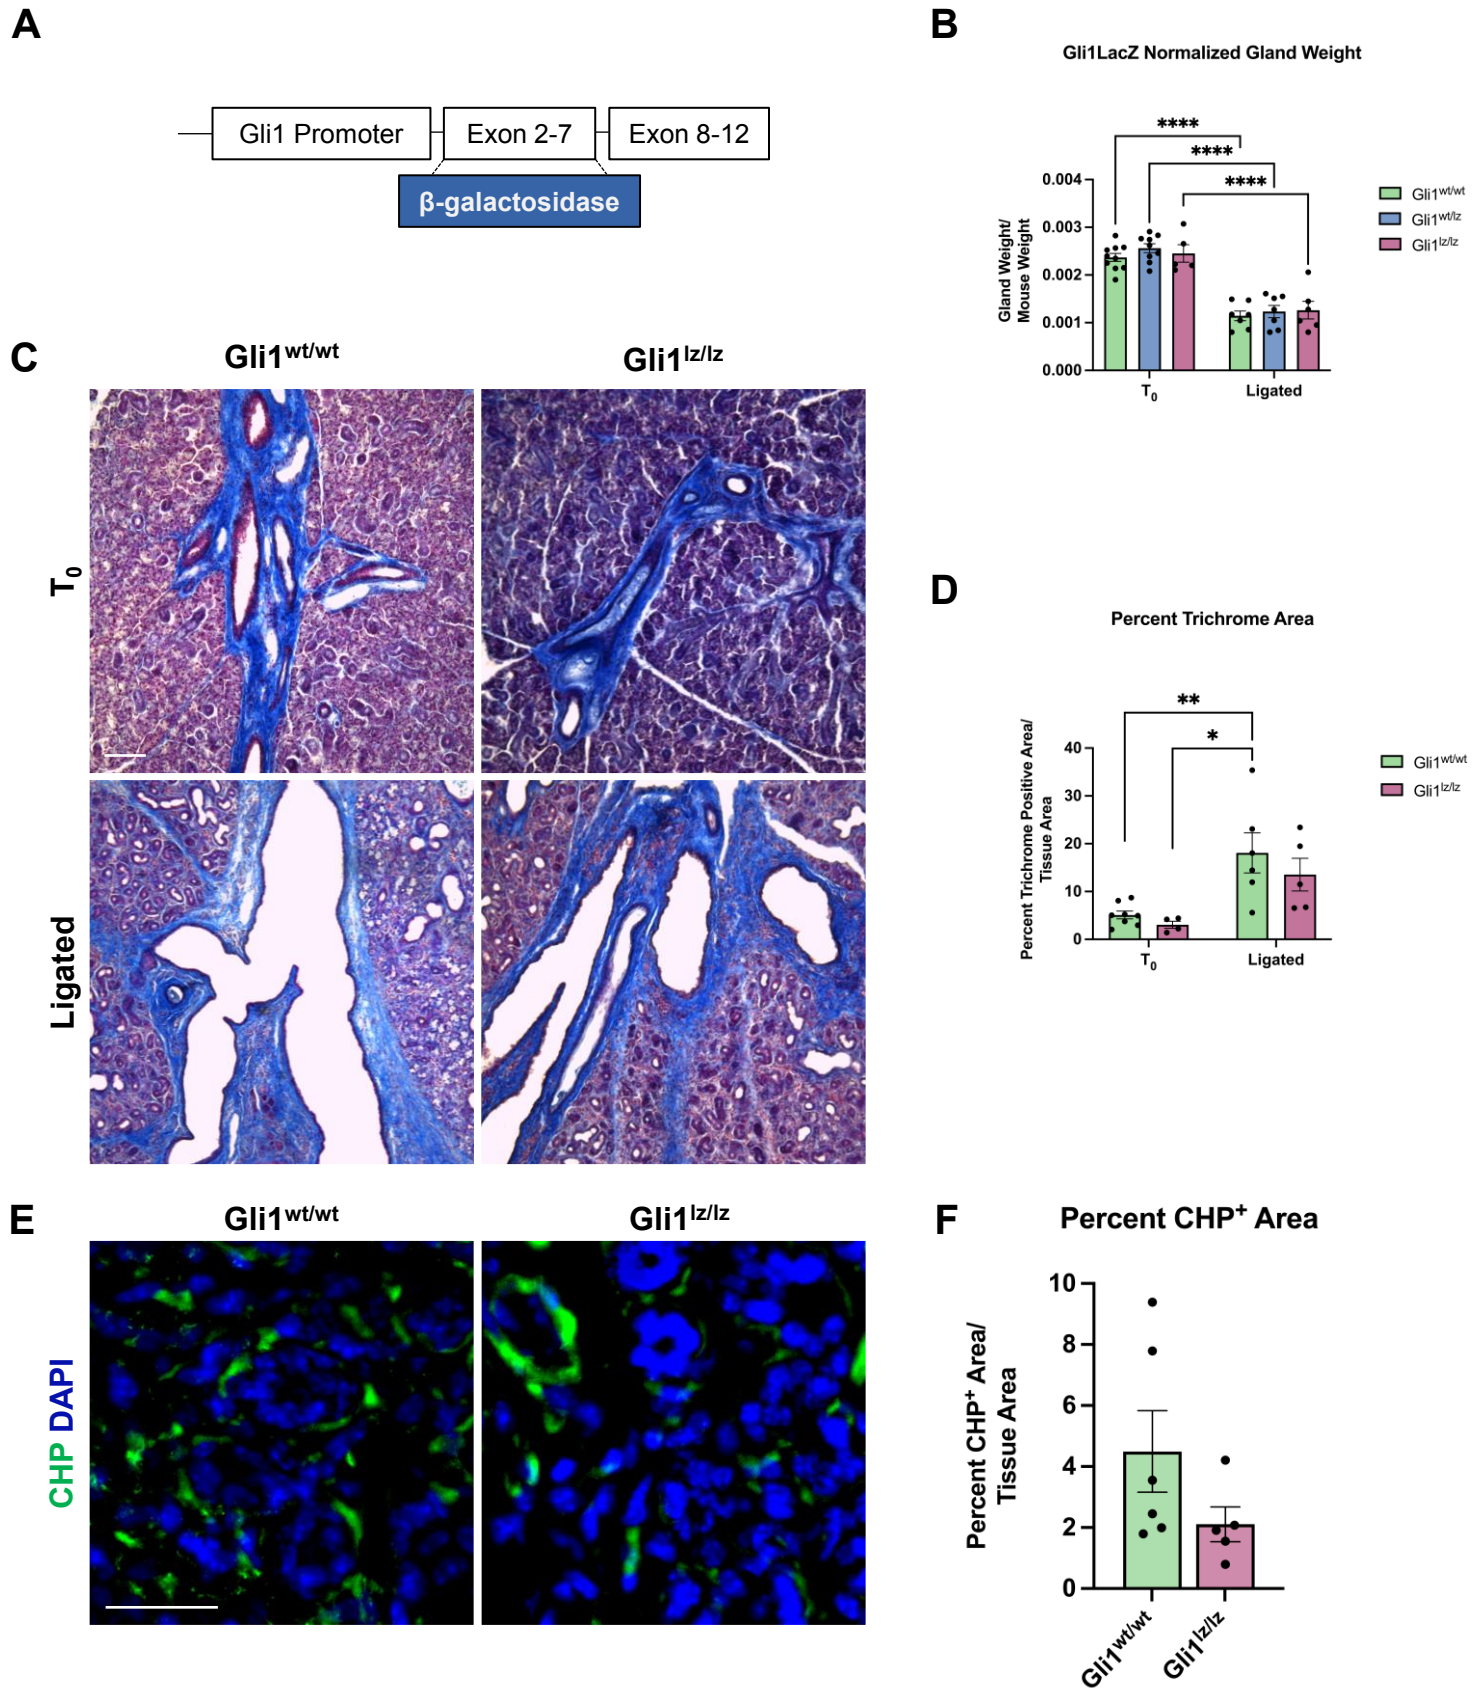 A
Gli1 Promoter
Exon 2-7
Exon 8-12
β-galactosidase
B
Gli1LacZ Normalized Gland Weight
****
****
****
Gland Weight/
Mouse Weight
0.004
0.003
0.002
0.001
0.000
T0
Ligated
Gli1wt/wt
Gli1wt/lz
Gli1lz/lz
C
Gli1wt/wt
Gli1lz/lz
T0
Ligated
D
Percent Trichrome Area
**
*
Percent Trichrome Positive Area/
Tissue Area
40
30
20
10
0
T0
Ligated
Gli1wt/wt
Gli1lz/lz
E
Gli1wt/wt
Gli1lz/lz
CHP DAPI
F
Percent CHP+ Area
Percent CHP+ Area/
Tissue Area
10
8
6
4
2
0
Gli1wt/wt
Gli1lz/lz